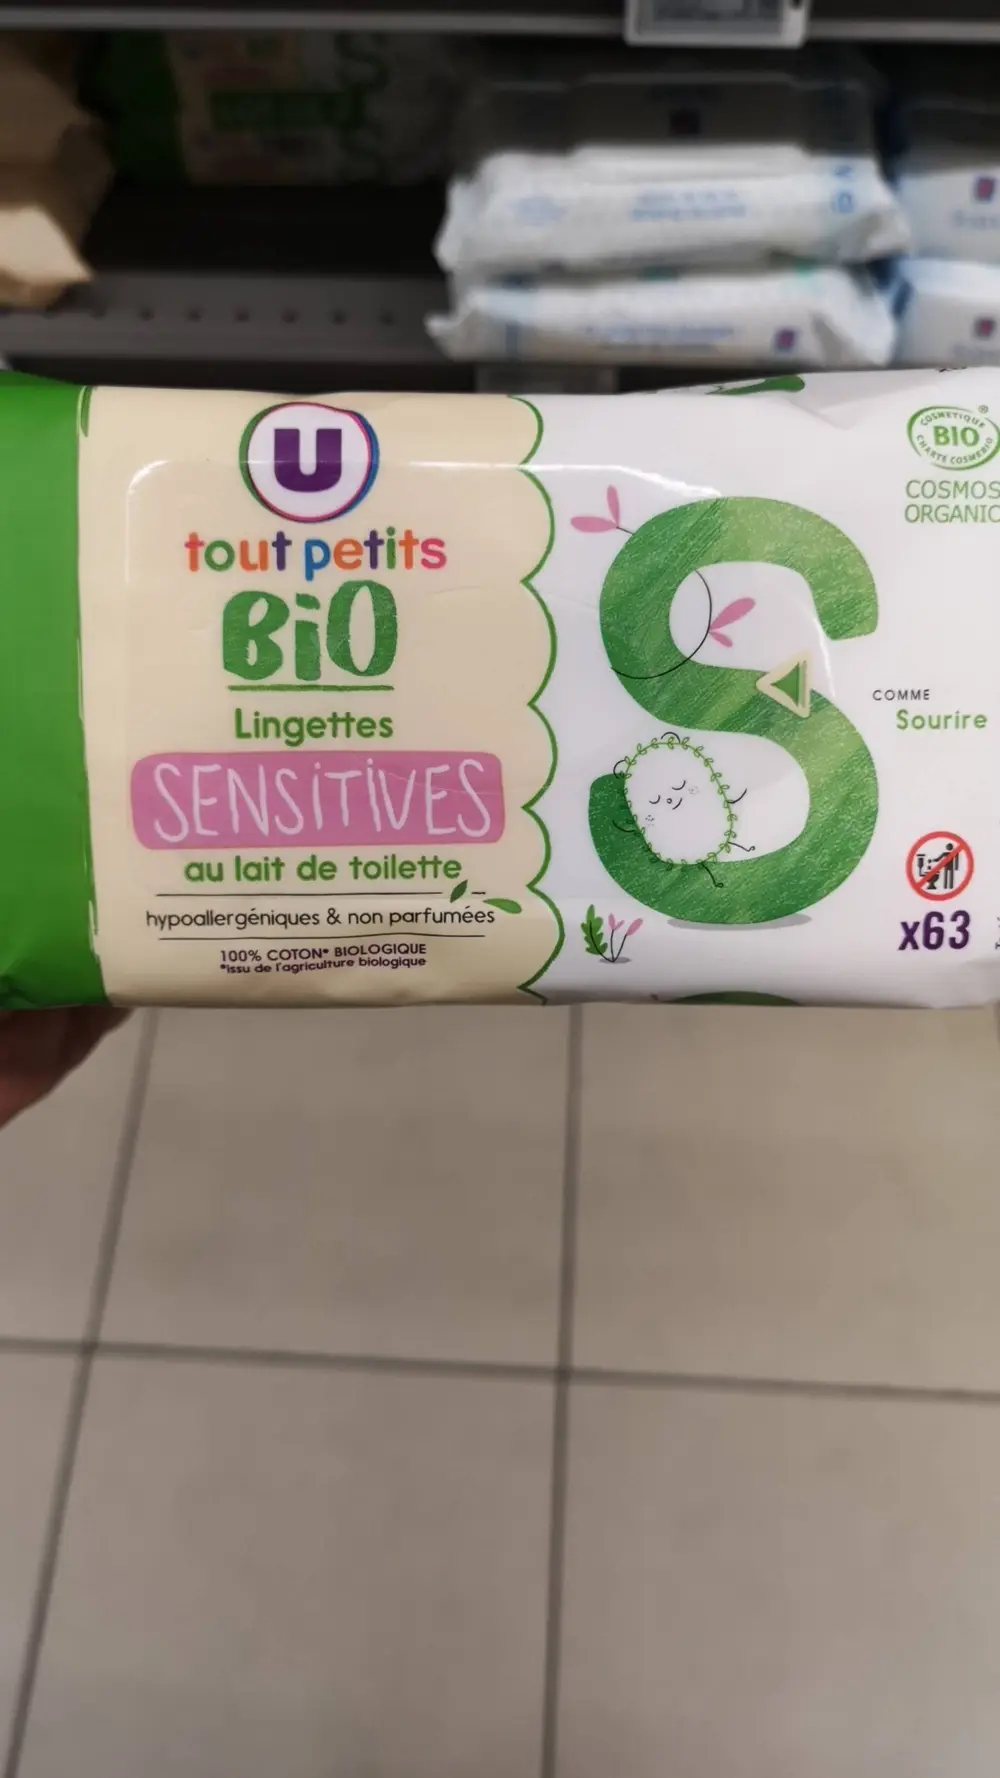 U
tout petits
BiO
Lingettes
SENSiTiVES
au lait de toilette
hypoallergéniques & non parfumées
100% COTON* BIOLOGIQUE
*issu de l'agriculture biologique
S
COMME
Sourire
COSMETIQUE
BIO
CHARTE COSMEBIO
®
COSMOS
ORGANIC
x63